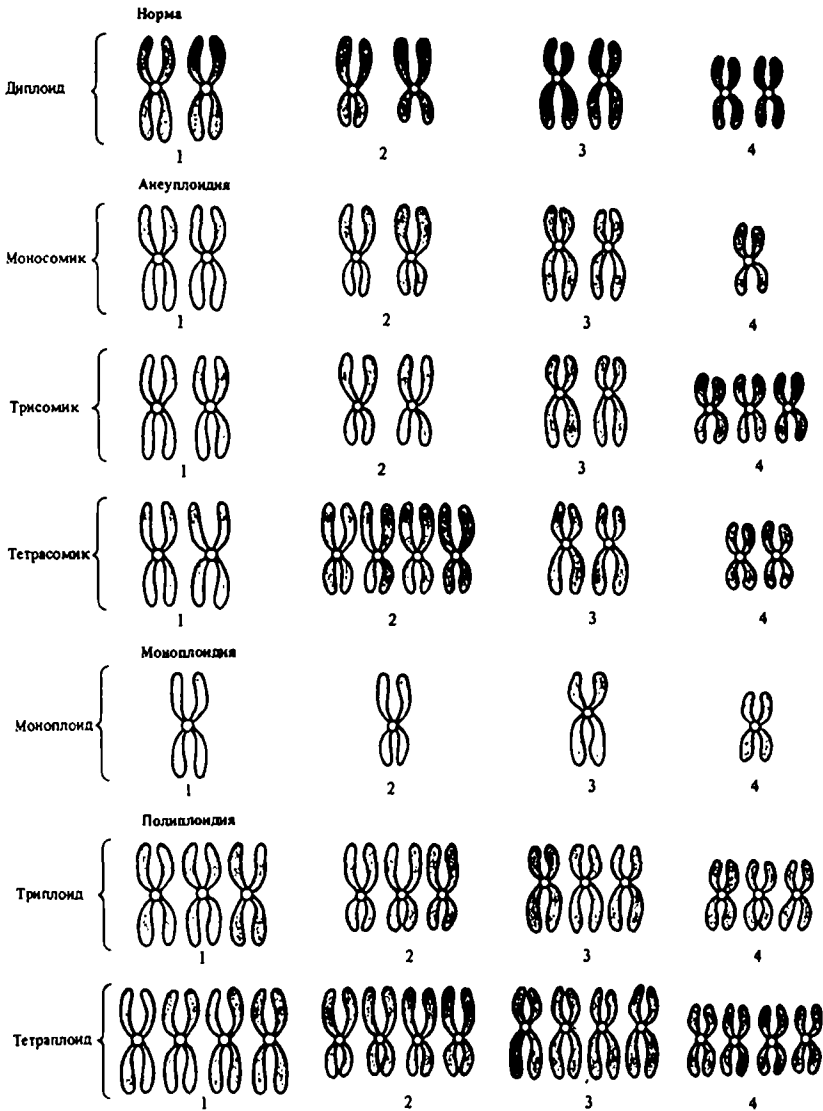 Норма
Диплоид
1 2 3 4
Анеуплоидия
Моносомик
1 2 3 4
Трисомик
1 2 3 4
Тетрасомик
1 2 3 4
Моноплоидия
Моноплоид
1 2 3 4
Полиплоидия
Триплоид
1 2 3 4
Тетраплоид
1 2 3 4